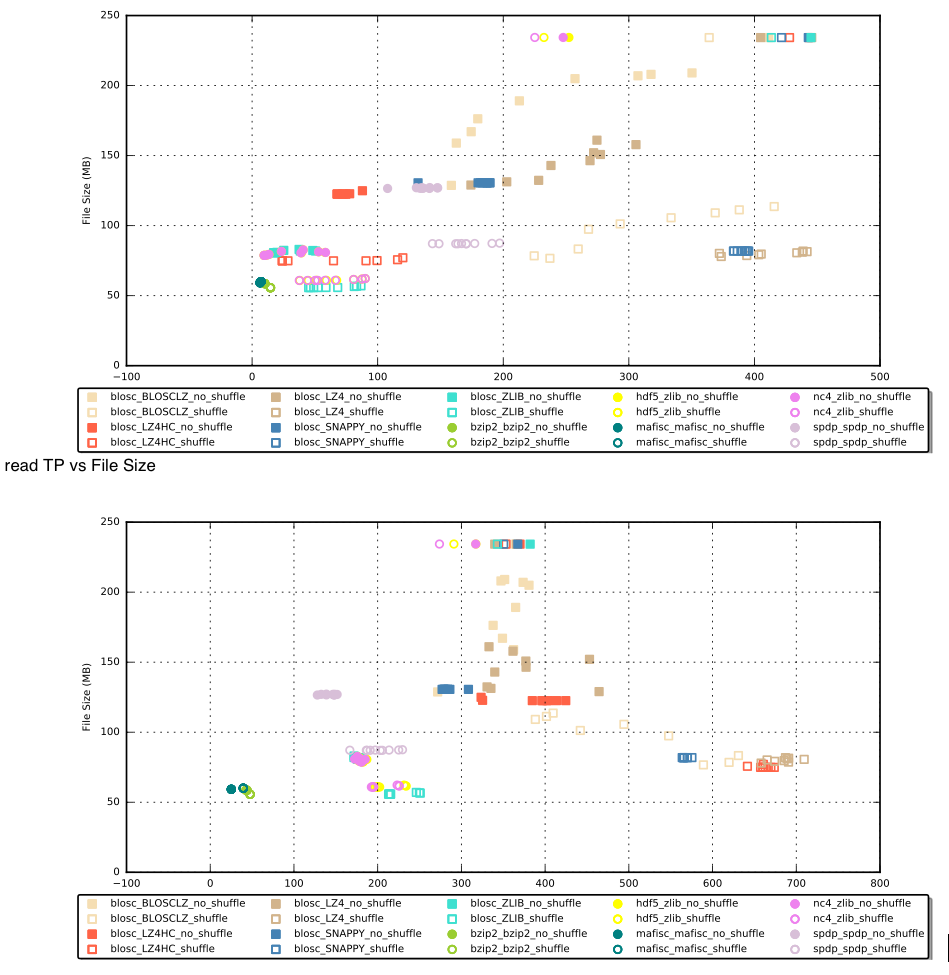 250
200
150
100
50
0
File Size (MB)
−100 0 100 200 300 400 500
blosc_BLOSCLZ_no_shuffle blosc_LZ4_no_shuffle blosc_ZLIB_no_shuffle hdf5_zlib_no_shuffle nc4_zlib_no_shuffle
blosc_BLOSCLZ_shuffle blosc_LZ4_shuffle blosc_ZLIB_shuffle hdf5_zlib_shuffle nc4_zlib_shuffle
blosc_LZ4HC_no_shuffle blosc_SNAPPY_no_shuffle bzip2_bzip2_no_shuffle mafisc_mafisc_no_shuffle spdp_spdp_no_shuffle
blosc_LZ4HC_shuffle blosc_SNAPPY_shuffle bzip2_bzip2_shuffle mafisc_mafisc_shuffle spdp_spdp_shuffle
read TP vs File Size
250
200
150
100
50
0
File Size (MB)
−100 0 100 200 300 400 500 600 700 800
blosc_BLOSCLZ_no_shuffle blosc_LZ4_no_shuffle blosc_ZLIB_no_shuffle hdf5_zlib_no_shuffle nc4_zlib_no_shuffle
blosc_BLOSCLZ_shuffle blosc_LZ4_shuffle blosc_ZLIB_shuffle hdf5_zlib_shuffle nc4_zlib_shuffle
blosc_LZ4HC_no_shuffle blosc_SNAPPY_no_shuffle bzip2_bzip2_no_shuffle mafisc_mafisc_no_shuffle spdp_spdp_no_shuffle
blosc_LZ4HC_shuffle blosc_SNAPPY_shuffle bzip2_bzip2_shuffle mafisc_mafisc_shuffle spdp_spdp_shuffle